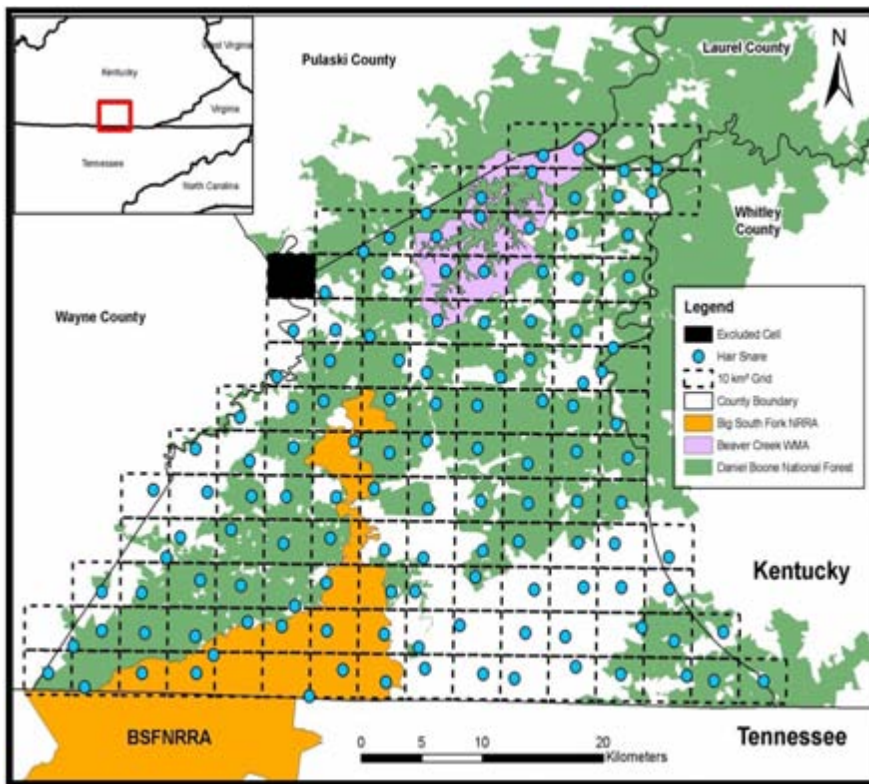 West Virginia
Kentucky
Virginia
Tennessee
North Carolina
Pulaski County
Laurel County
N
Whitley
County
Wayne County
Legend
Excluded Cell
Hair Snare
10 km² Grid
County Boundary
Big South Fork NRRA
Beaver Creek WMA
Daniel Boone National Forest
Kentucky
BSFNRRA
0 5 10 20
Kilometers
Tennessee